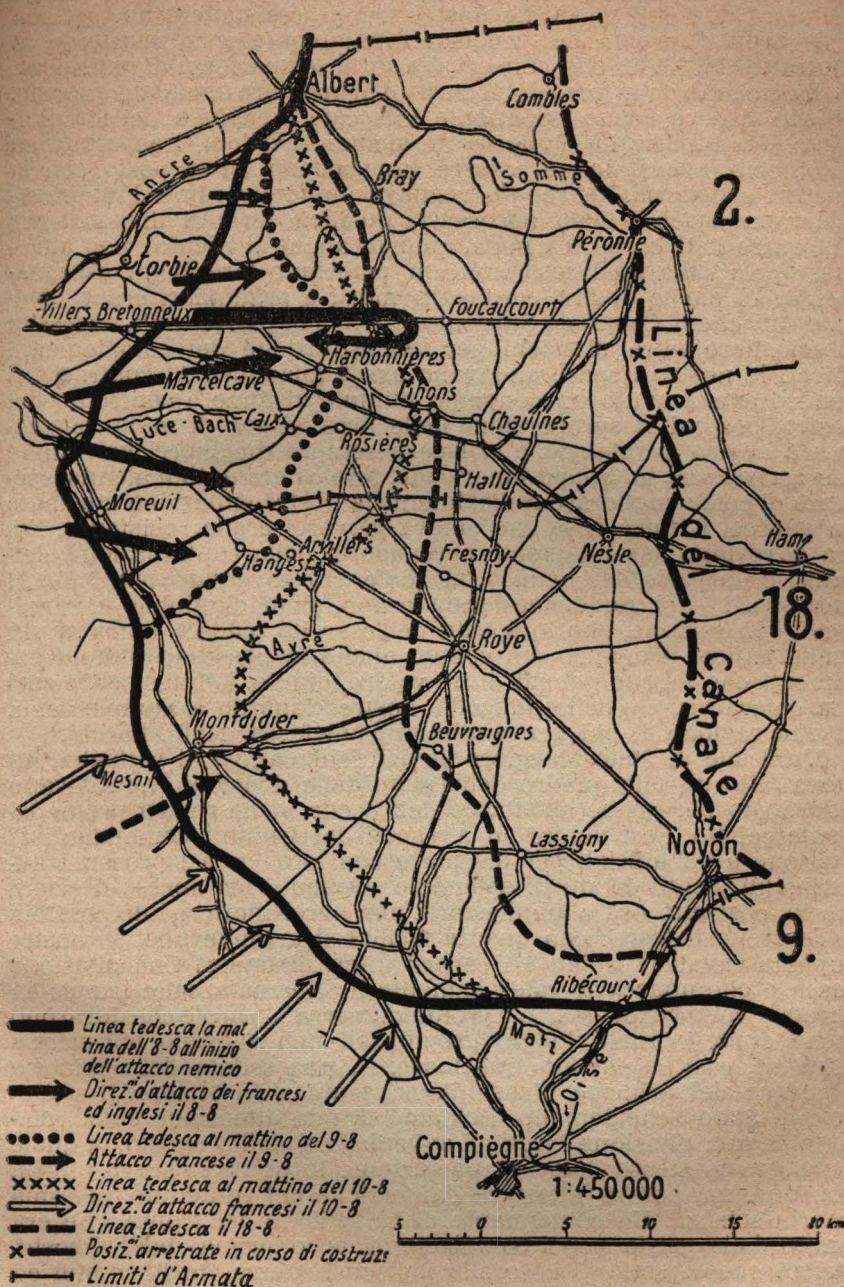 Albert
Combles
Ancre
Bray
Somme
2.
Péronne
Corbie
Villers Bretonneux
Foucaucourt
Linea del Canale
Harbonnières
Marcelcave
Lihons
Luce-Bach
Caix
Chaulnes
Rosières
Hallu
Moreuil
Arvillers
Hanges
Fresnoy
Nesle
Ham
18.
Avre
Roye
Montdidier
Beuvraignes
Mesnil
Lassigny
Noyon
9.
Ribécourt
Matz
Oise
Compiègne
1:450000
5 0 5 10 15 20 km
Linea tedesca la mat
tina dell'8-8 all'inizio
dell'attacco nemico
Direz.ni d'attacco dei francesi
ed inglesi il 8-8
Linea tedesca al mattino del 9-8
Attacco francese il 9-8
Linea tedesca al mattino del 10-8
Direz.ni d'attacco francesi il 10-8
Linea tedesca il 18-8
Posiz.ni arretrate in corso di costruz:
Limiti d'Armata